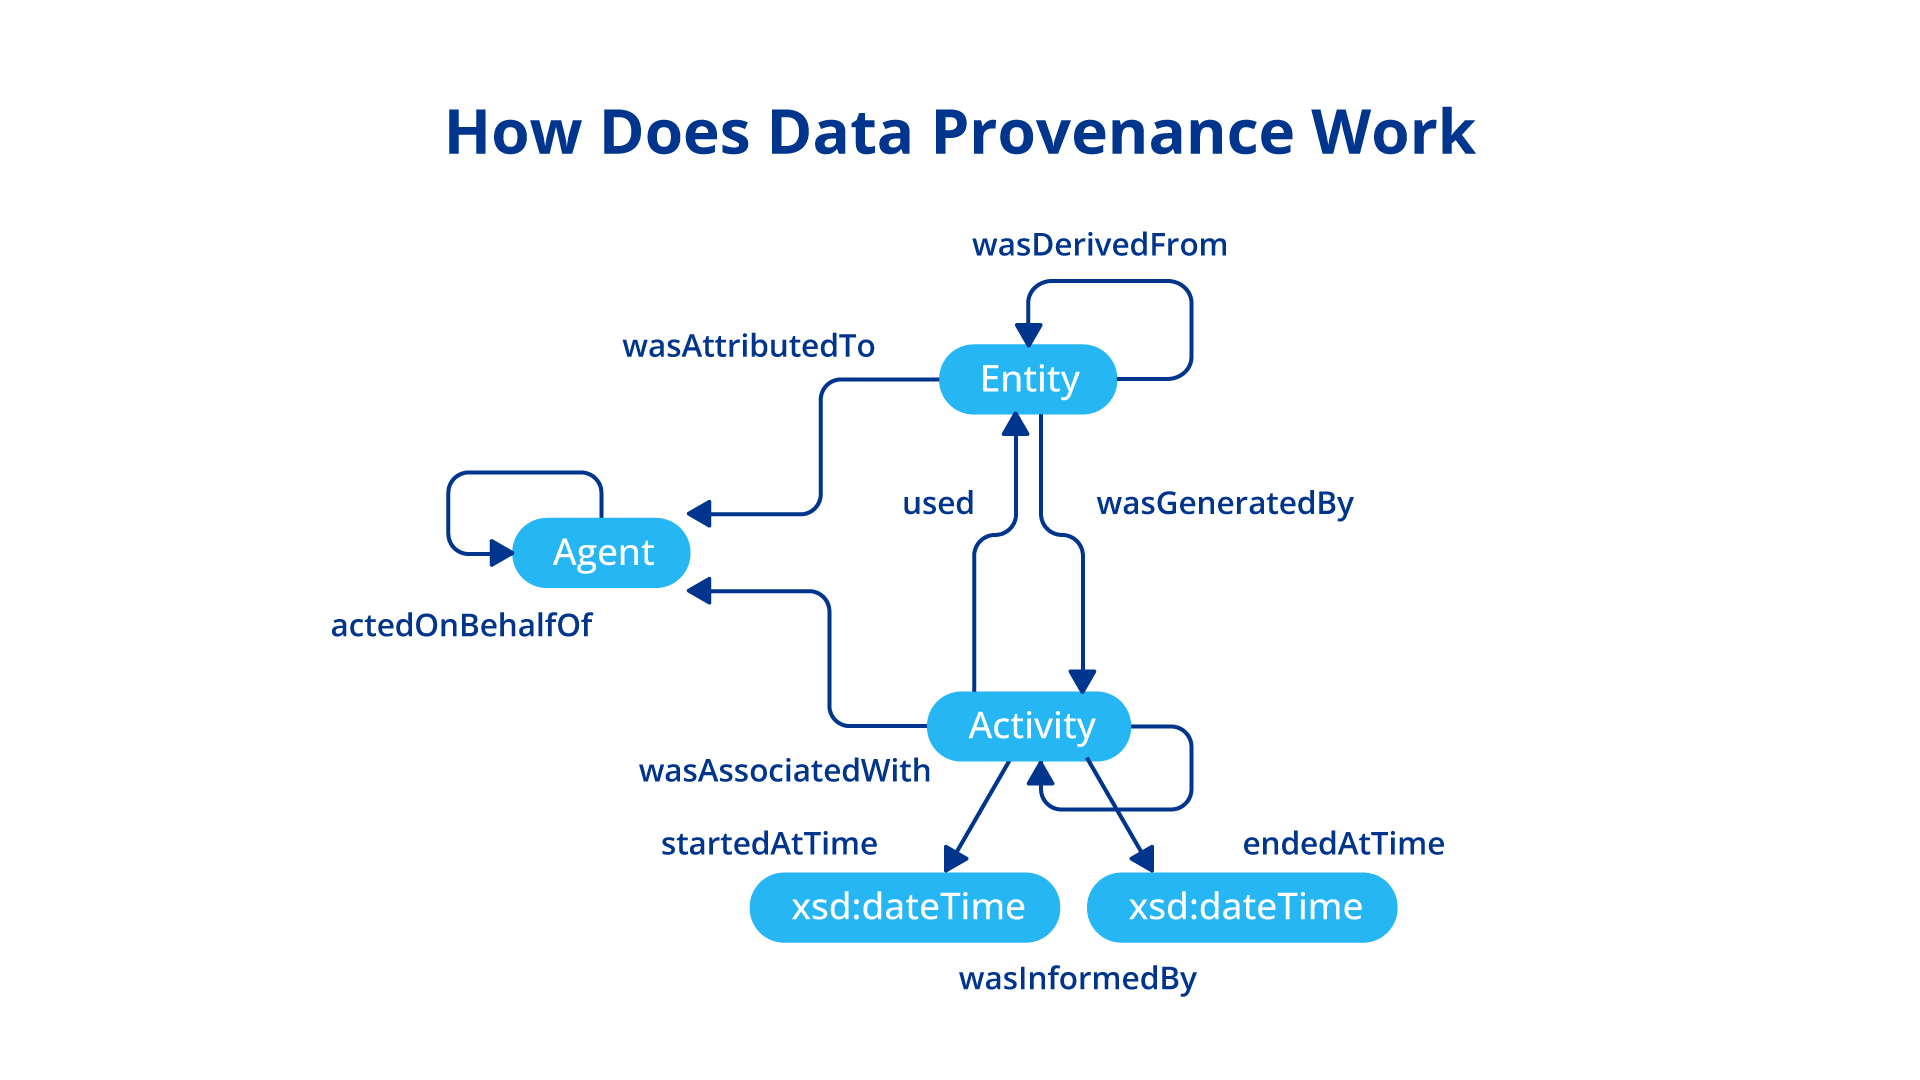 How Does Data Provenance Work
wasDerivedFrom
wasAttributedTo
Entity
used
wasGeneratedBy
Agent
actedOnBehalfOf
Activity
wasAssociatedWith
startedAtTime
endedAtTime
xsd:dateTime
xsd:dateTime
wasInformedBy